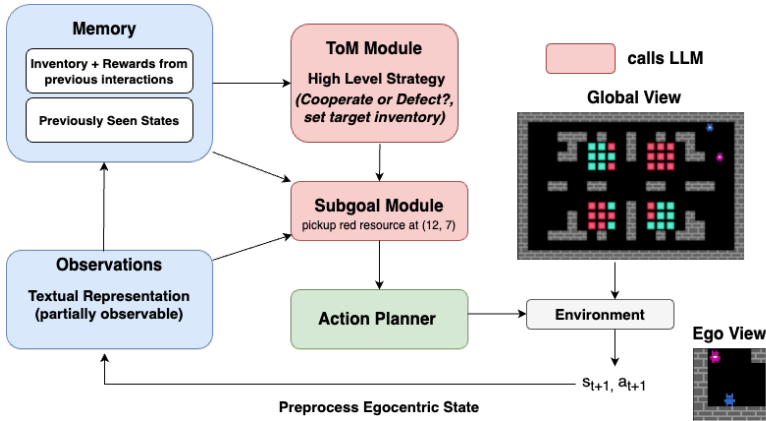 Memory
Inventory + Rewards from
previous interactions
Previously Seen States
ToM Module
High Level Strategy
(Cooperate or Defect?,
set target inventory)
calls LLM
Global View
Subgoal Module
pickup red resource at (12, 7)
Observations
Textual Representation
(partially observable)
Action Planner
Environment
Ego View
st+1, at+1
Preprocess Egocentric State